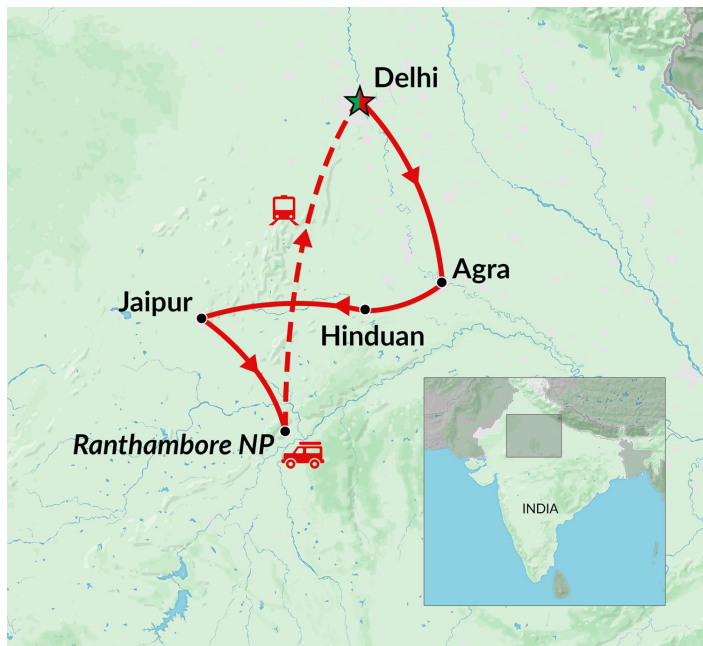 Delhi
Agra
Jaipur
Hinduan
Ranthambore NP
INDIA